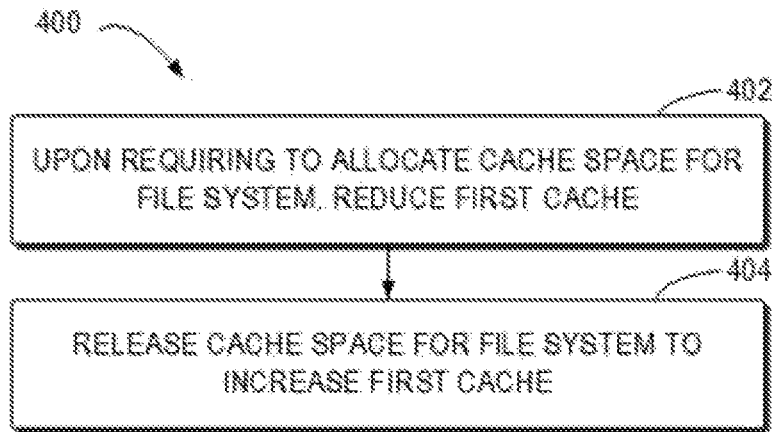 400
402
UPON REQUIRING TO ALLOCATE CACHE SPACE FOR
FILE SYSTEM, REDUCE FIRST CACHE
404
RELEASE CACHE SPACE FOR FILE SYSTEM TO
INCREASE FIRST CACHE